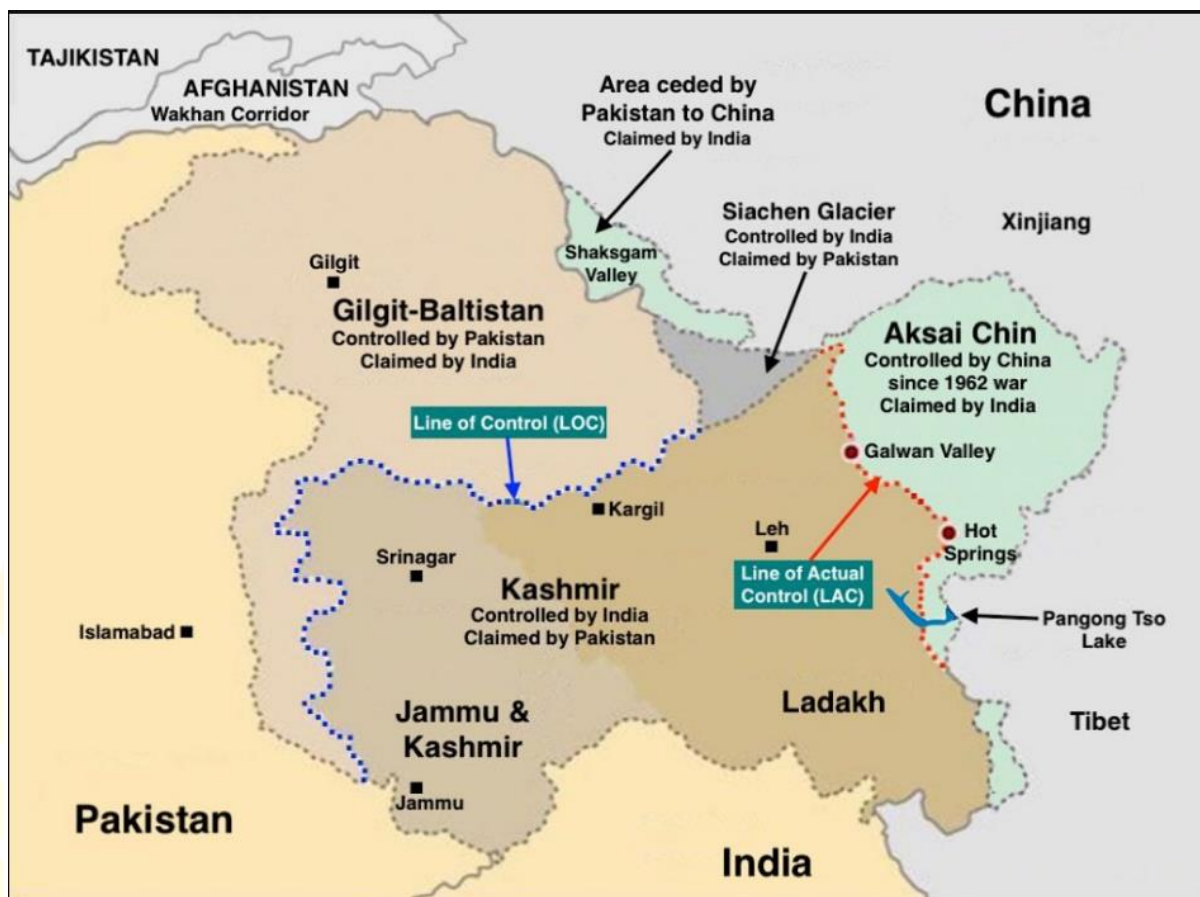 TAJIKISTAN
AFGHANISTAN
Wakhan Corridor
Area ceded by
Pakistan to China
Claimed by India
China
Siachen Glacier
Controlled by India
Claimed by Pakistan
Xinjiang
Shaksgam
Valley
Gilgit
Gilgit-Baltistan
Controlled by Pakistan
Claimed by India
Aksai Chin
Controlled by China
since 1962 war
Claimed by India
Line of Control (LOC)
Galwan Valley
Kargil
Leh
Hot
Springs
Srinagar
Line of Actual
Control (LAC)
Kashmir
Controlled by India
Claimed by Pakistan
Islamabad
Pangong Tso
Lake
Ladakh
Jammu &
Kashmir
Tibet
Jammu
Pakistan
India